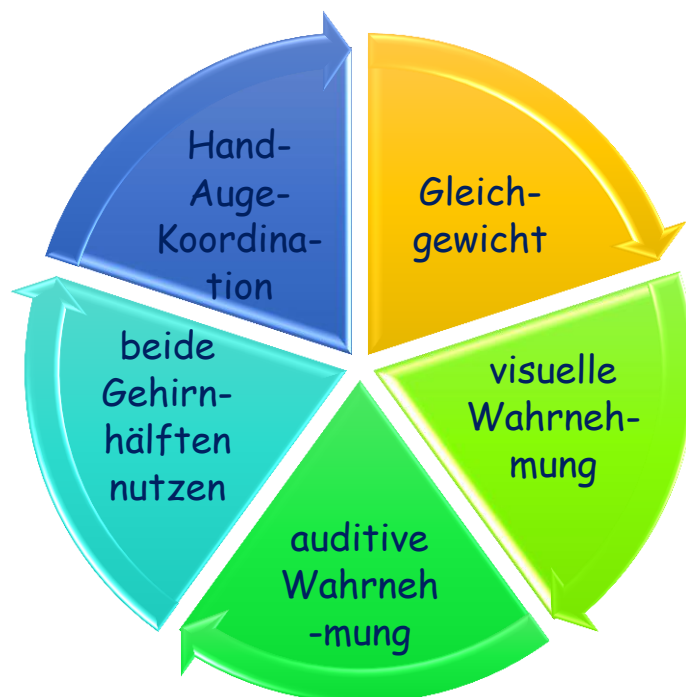 Hand-
Auge-
Koordina-
tion
Gleich-
gewicht
visuelle
Wahrneh-
mung
auditive
Wahrneh
-mung
beide
Gehirn-
hälften
nutzen